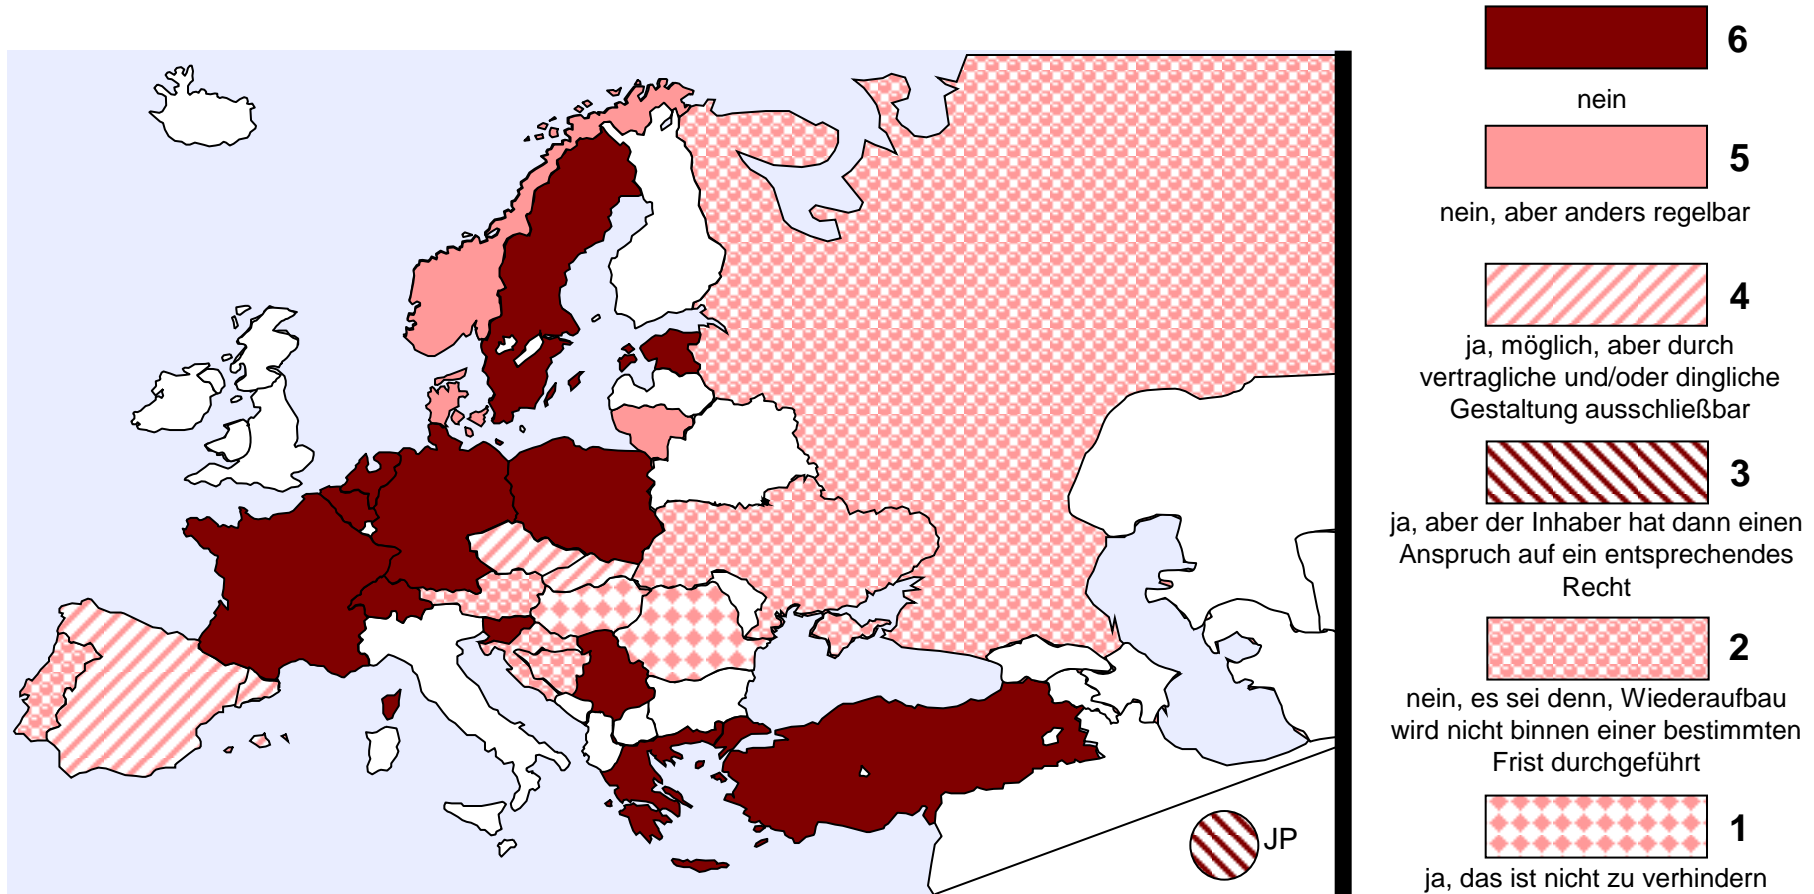 6
nein
5
nein, aber anders regelbar
4
ja, möglich, aber durch
vertragliche und/oder dingliche
Gestaltung ausschließbar
3
ja, aber der Inhaber hat dann einen
Anspruch auf ein entsprechendes
Recht
2
nein, es sei denn, Wiederaufbau
wird nicht binnen einer bestimmten
Frist durchgeführt
1
ja, das ist nicht zu verhindern
JP